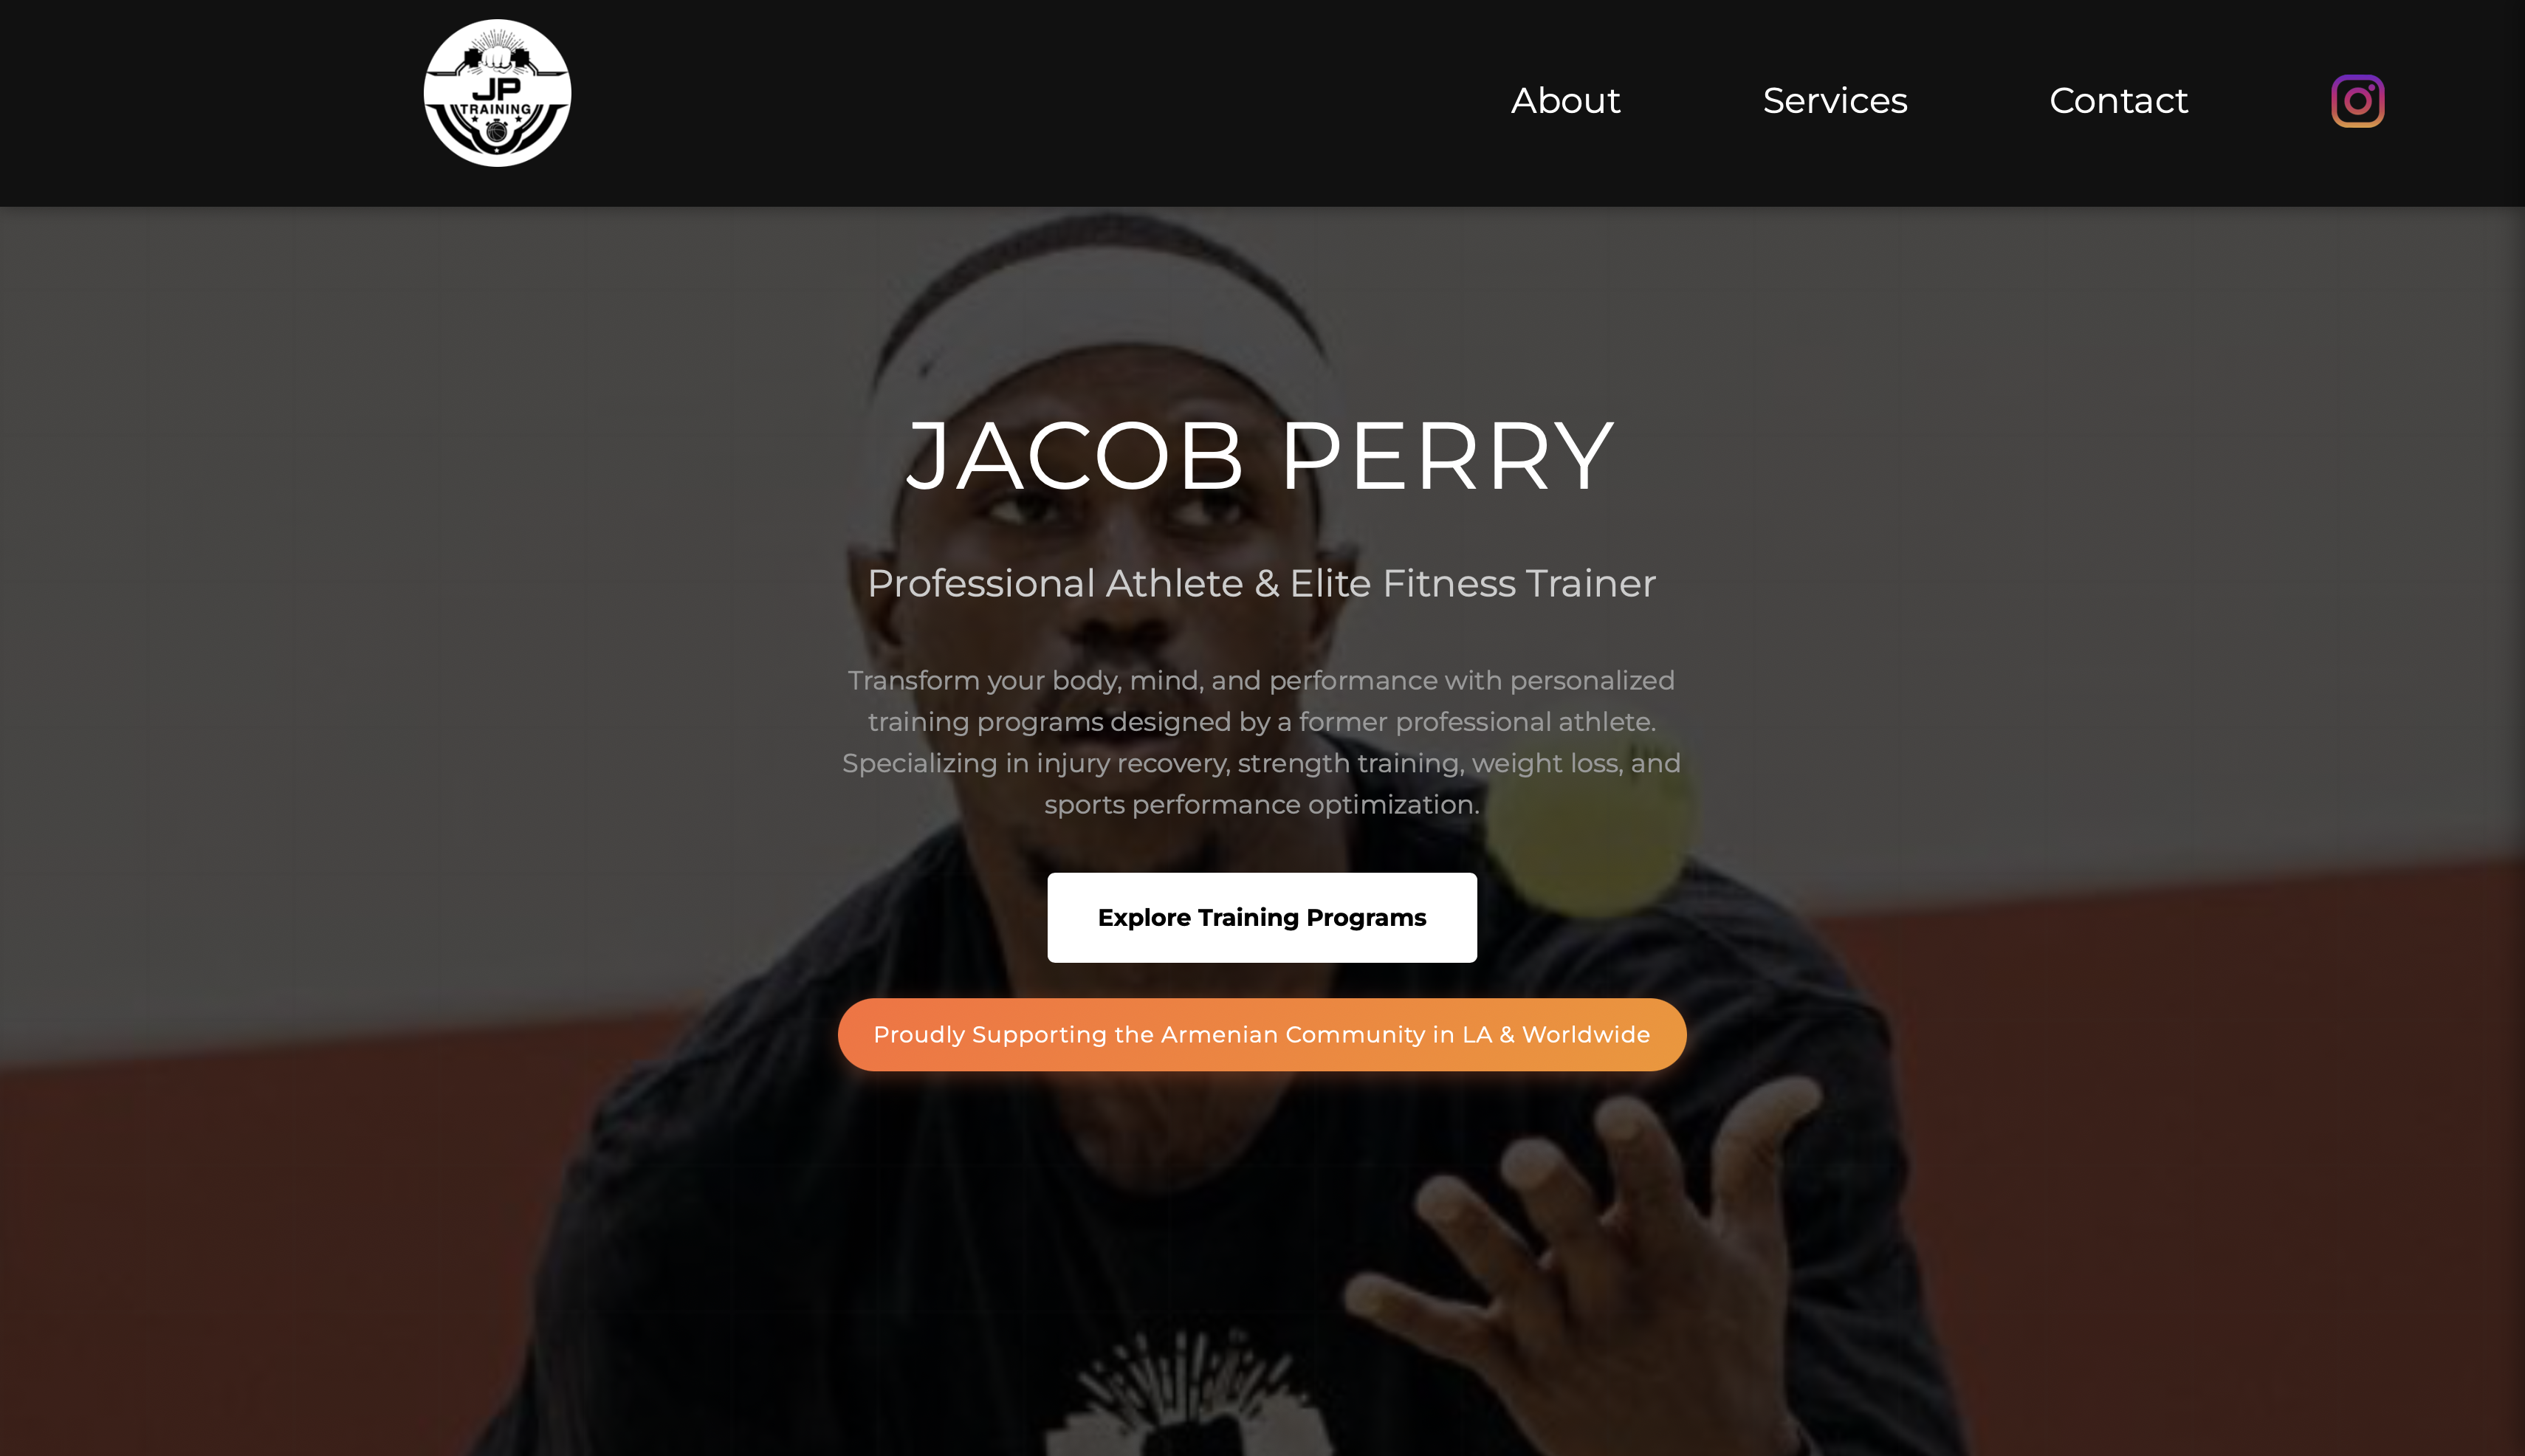 JP
TRAINING
About
Services
Contact
JACOB PERRY
Professional Athlete & Elite Fitness Trainer
Transform your body, mind, and performance with personalized
training programs designed by a former professional athlete.
Specializing in injury recovery, strength training, weight loss, and
sports performance optimization.
Explore Training Programs
Proudly Supporting the Armenian Community in LA & Worldwide